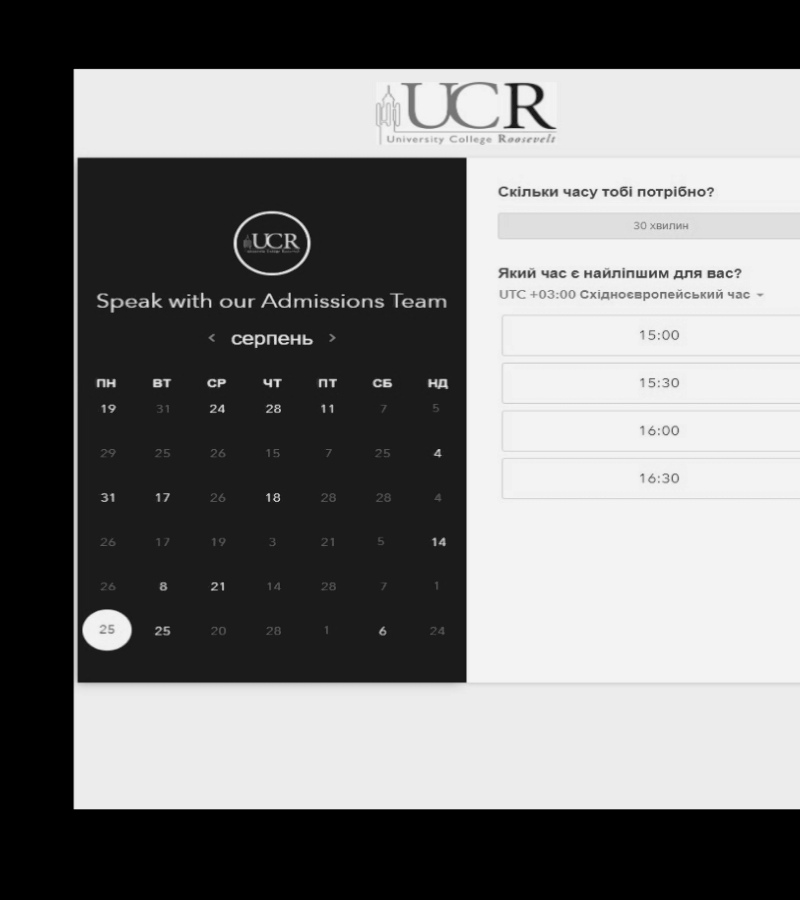 UCR
University College Roosevelt
UCR
Speak with our Admissions Team
< серпень >
ПН ВТ СР ЧТ ПТ СБ НД
19 31 24 28 11 7 5
29 25 26 15 7 25 4
31 17 26 18 28 28 4
26 17 19 3 21 5 14
26 8 21 14 28 7 1
25 25 20 28 1 6 24
Скільки часу тобі потрібно?
30 хвилин
Який час є найліпшим для вас?
UTC +03:00 Східноєвропейський час
15:00
15:30
16:00
16:30